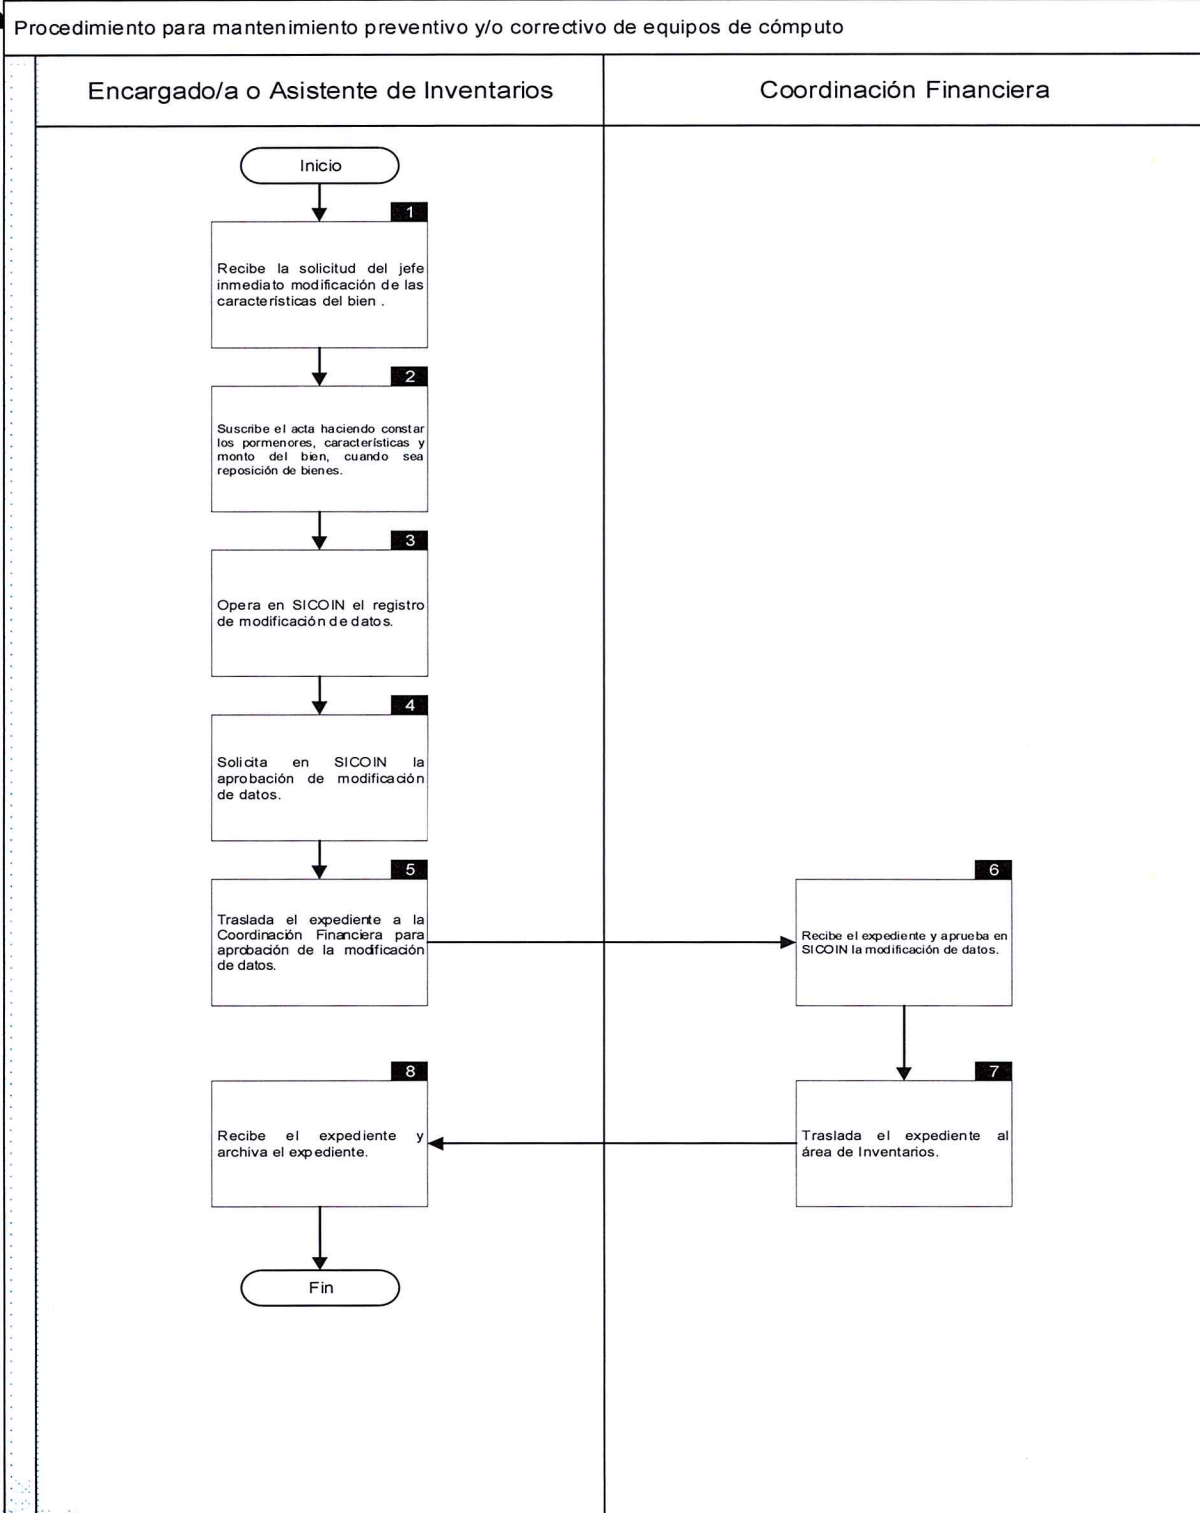 Procedimiento para mantenimiento preventivo y/o correctivo de equipos de cómputo
Encargado/a o Asistente de Inventarios
Coordinación Financiera
Inicio
1
Recibe la solicitud del jefe
inmediato modificación de las
características del bien .
2
Suscribe el acta haciendo constar
los pormenores, características y
monto del bien, cuando sea
reposición de bienes.
3
Opera en SICOIN el registro
de modificación de datos.
4
Solicita en SICOIN la
aprobación de modificación
de datos.
5
Traslada el expediente a la
Coordinación Financiera para
aprobación de la modificación
de datos.
6
Recibe el expediente y aprueba en
SICOIN la modificación de datos.
7
Traslada el expediente al
área de Inventarios.
8
Recibe el expediente y
archiva el expediente.
Fin